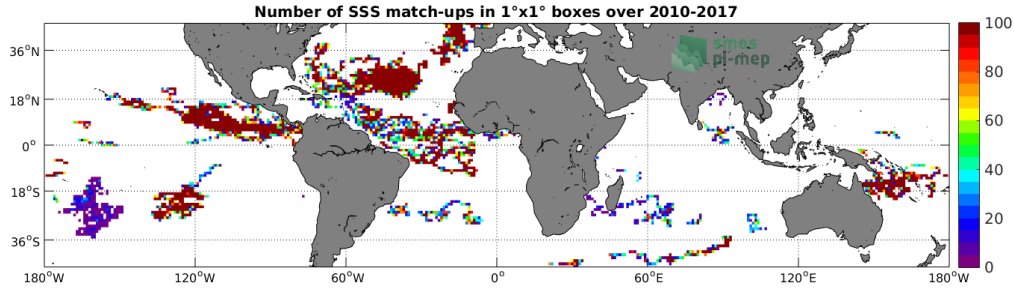 Number of SSS match-ups in 1°x1° boxes over 2010-2017
smos
pi-mep
36°N
18°N
0°
18°S
36°S
180°W
120°W
60°W
0°
60°E
120°E
180°W
100
80
60
40
20
0